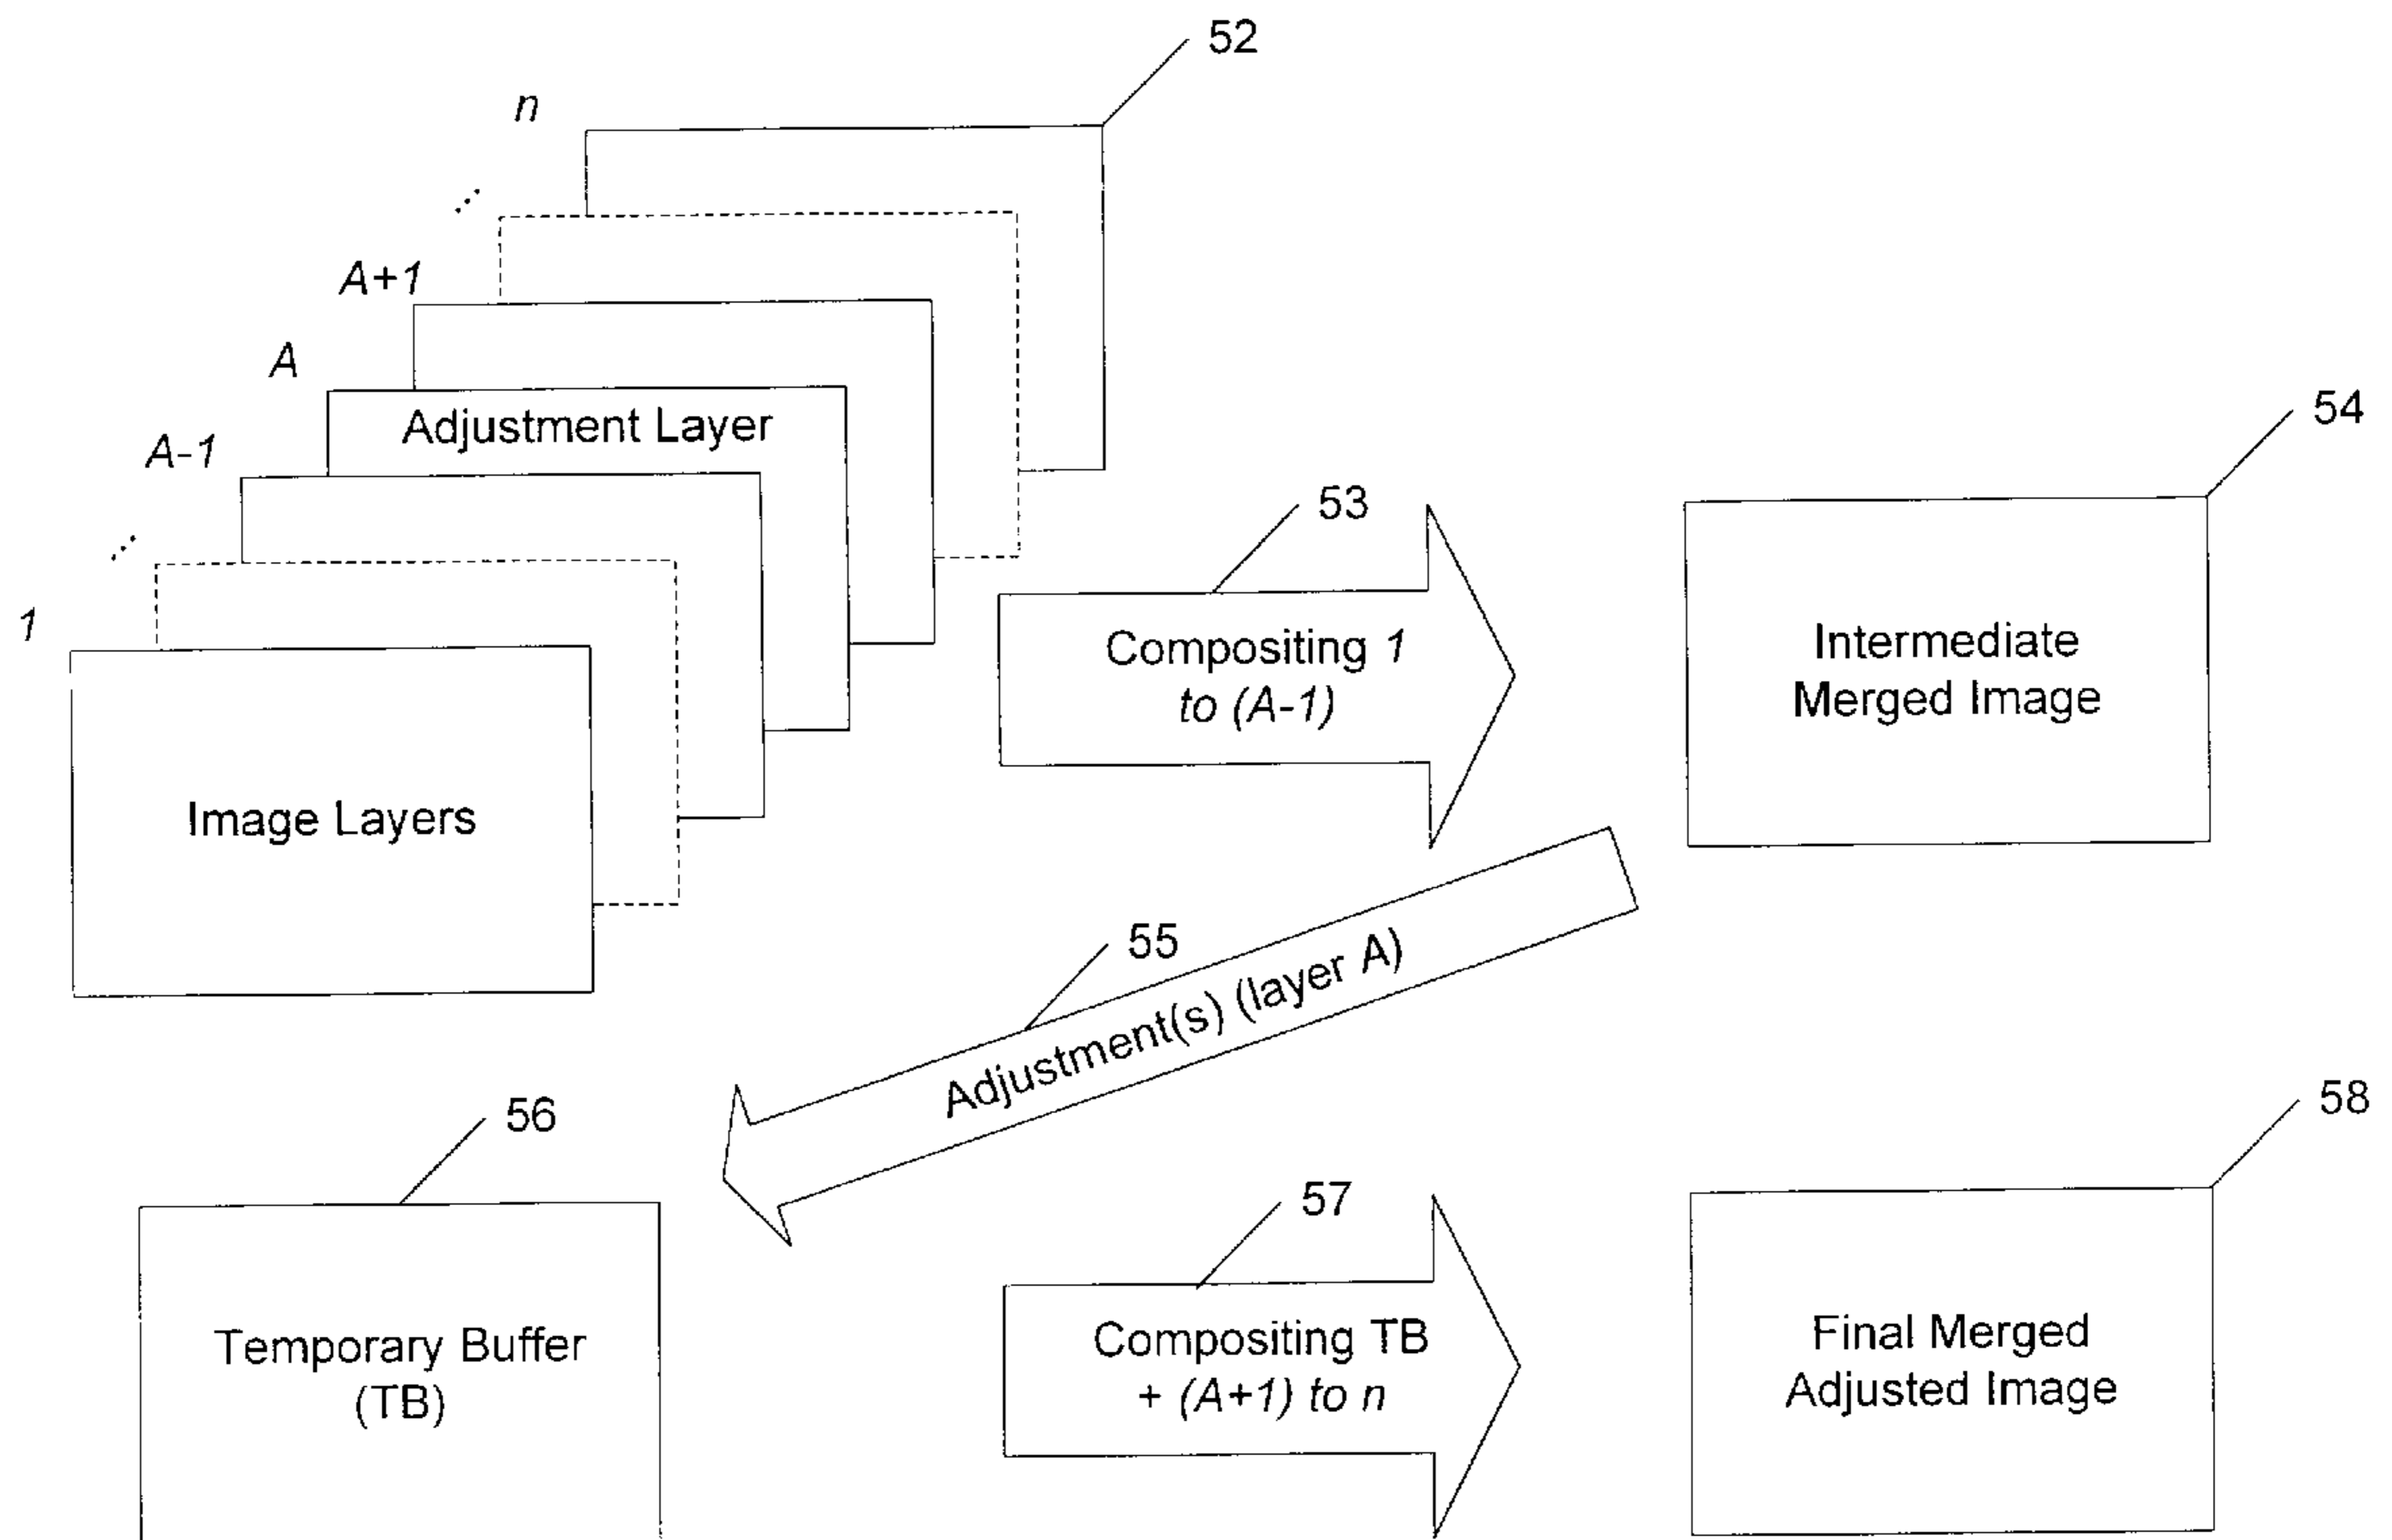 52
n
...
A+1
A
Adjustment Layer
A-1
...
1
Image Layers
53
Compositing 1
to (A-1)
54
Intermediate
Merged Image
55
Adjustment(s) (layer A)
56
Temporary Buffer
(TB)
57
Compositing TB
+ (A+1) to n
58
Final Merged
Adjusted Image